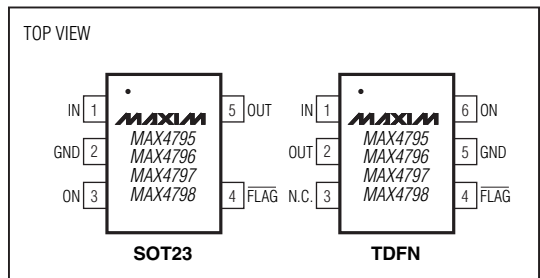 TOP VIEW
IN 1
GND 2
ON 3
MAXIM
MAX4795
MAX4796
MAX4797
MAX4798
5 OUT
4 FLAG
SOT23
IN 1
OUT 2
N.C. 3
MAXIM
MAX4795
MAX4796
MAX4797
MAX4798
6 ON
5 GND
4 FLAG
TDFN